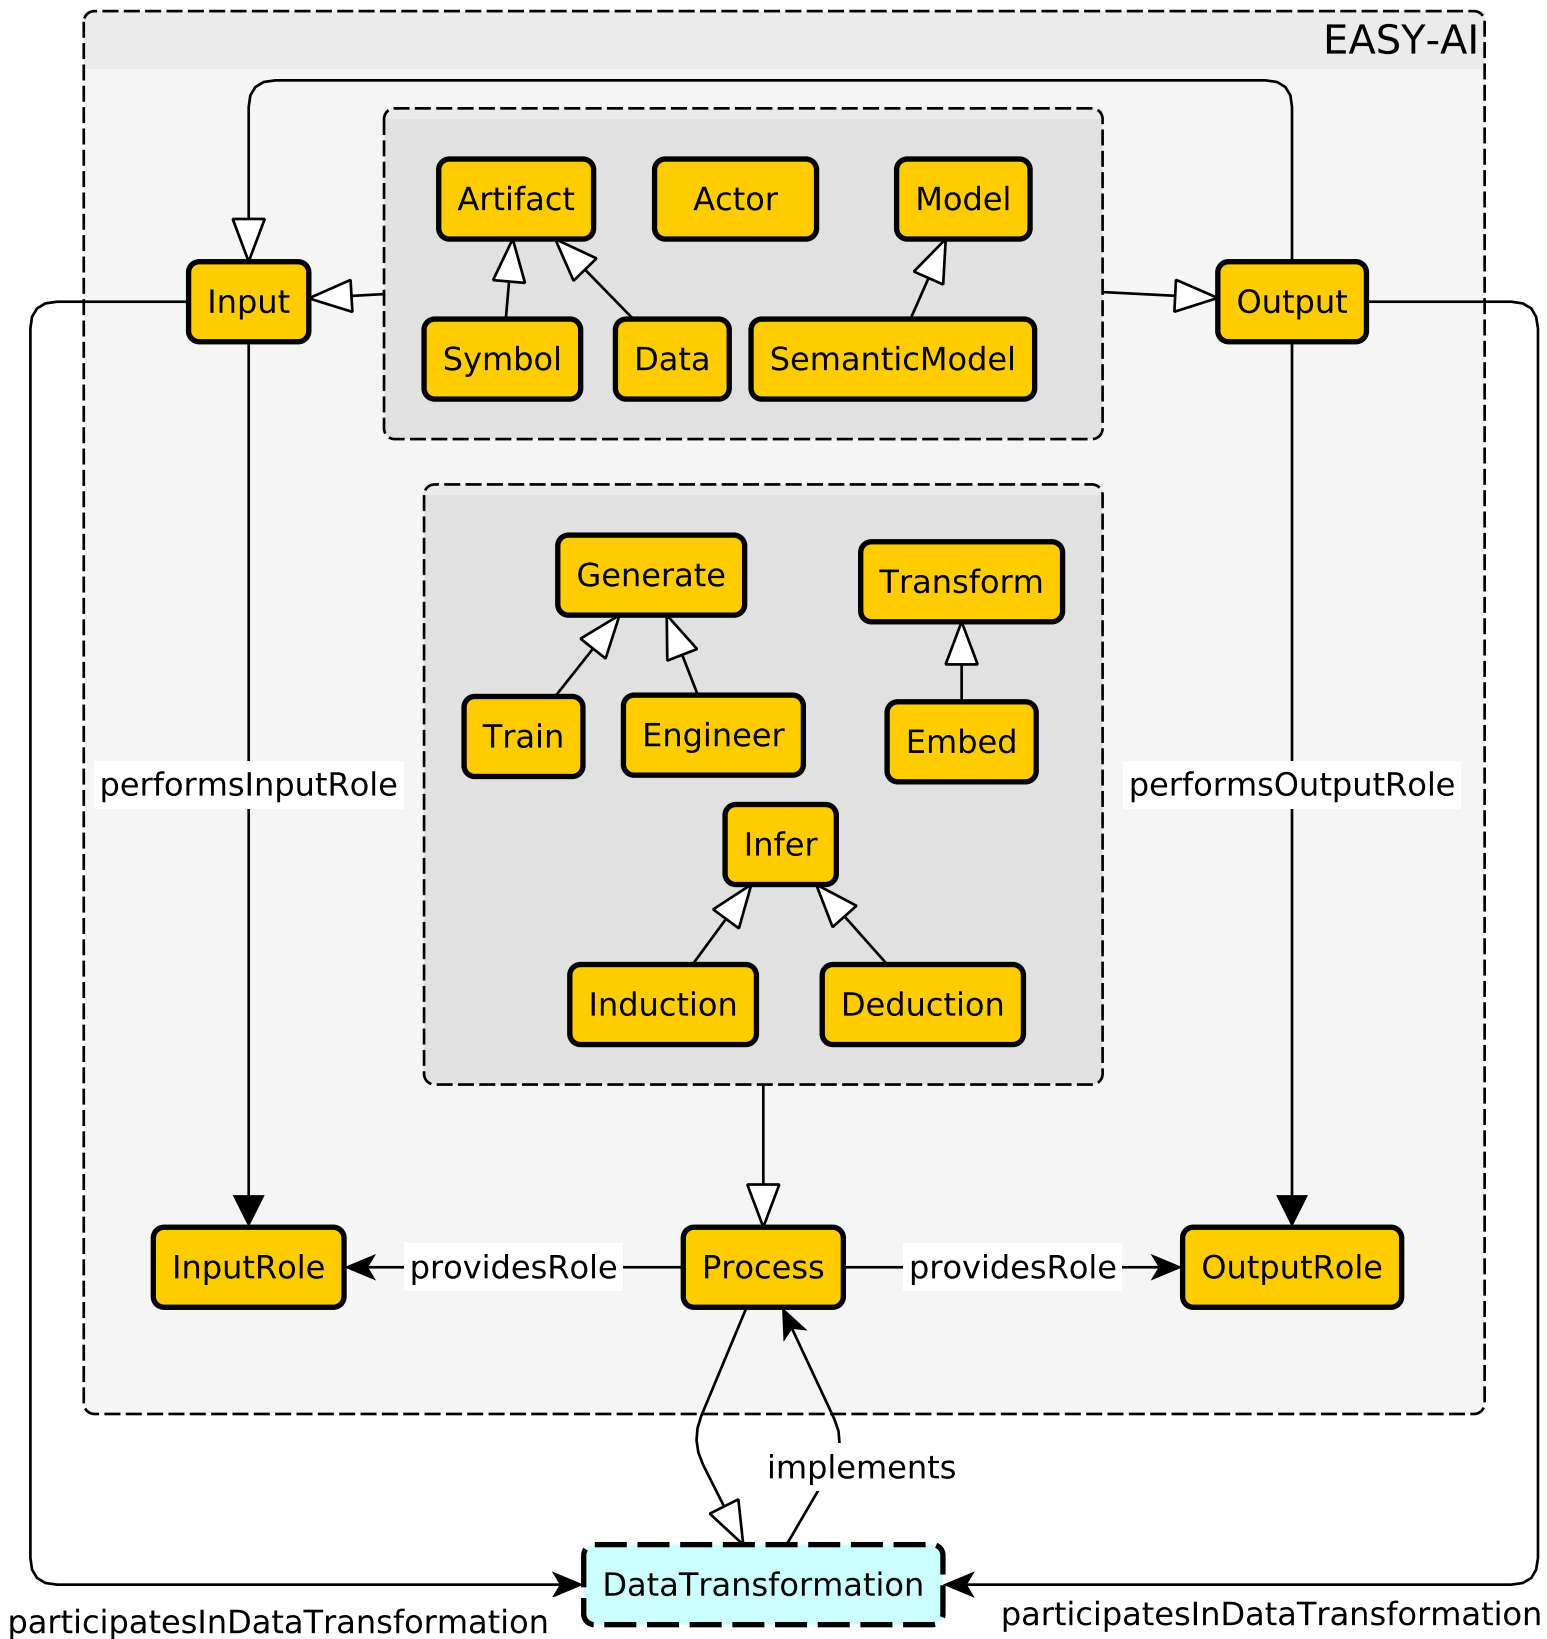 EASY-AI
Artifact
Actor
Model
Input
Output
Symbol
Data
SemanticModel
Generate
Transform
Train
Engineer
Embed
performsInputRole
performsOutputRole
Infer
Induction
Deduction
InputRole
providesRole
Process
providesRole
OutputRole
implements
DataTransformation
participatesInDataTransformation
participatesInDataTransformation